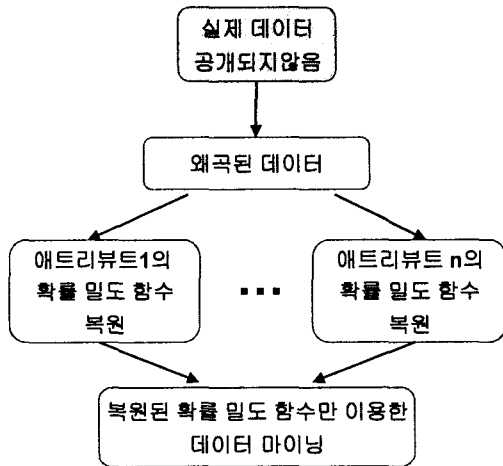 실제 데이터
공개되지않음
왜곡된 데이터
애트리뷰트1의
확률 밀도 함수
복원
...
애트리뷰트 n의
확률 밀도 함수
복원
복원된 확률 밀도 함수만 이용한
데이터 마이닝